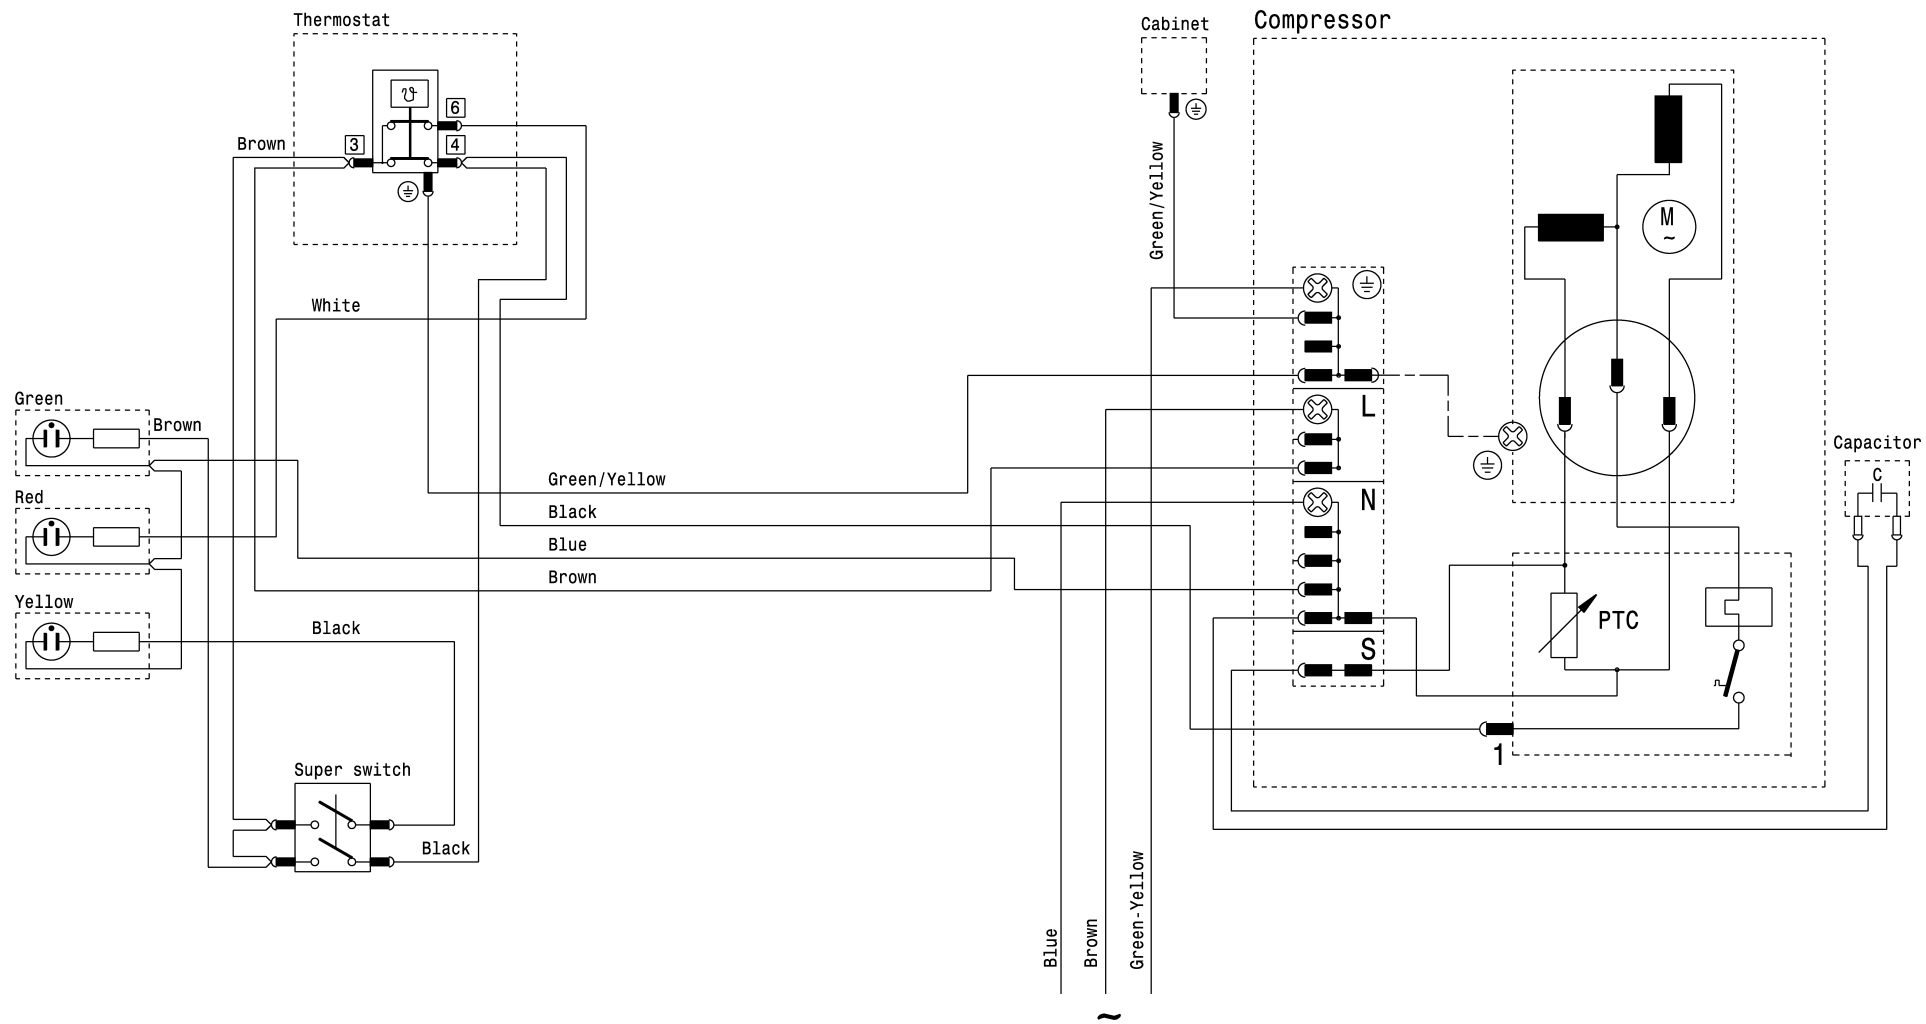 Thermostat
Cabinet
Compressor
ϑ
6
3
4
Brown
Green/Yellow
M
~
White
Green
Brown
L
Capacitor
C
Red
Green/Yellow
N
Black
Blue
Brown
Yellow
Black
PTC
S
1
Super switch
Black
Blue
Brown
Green-Yellow
~